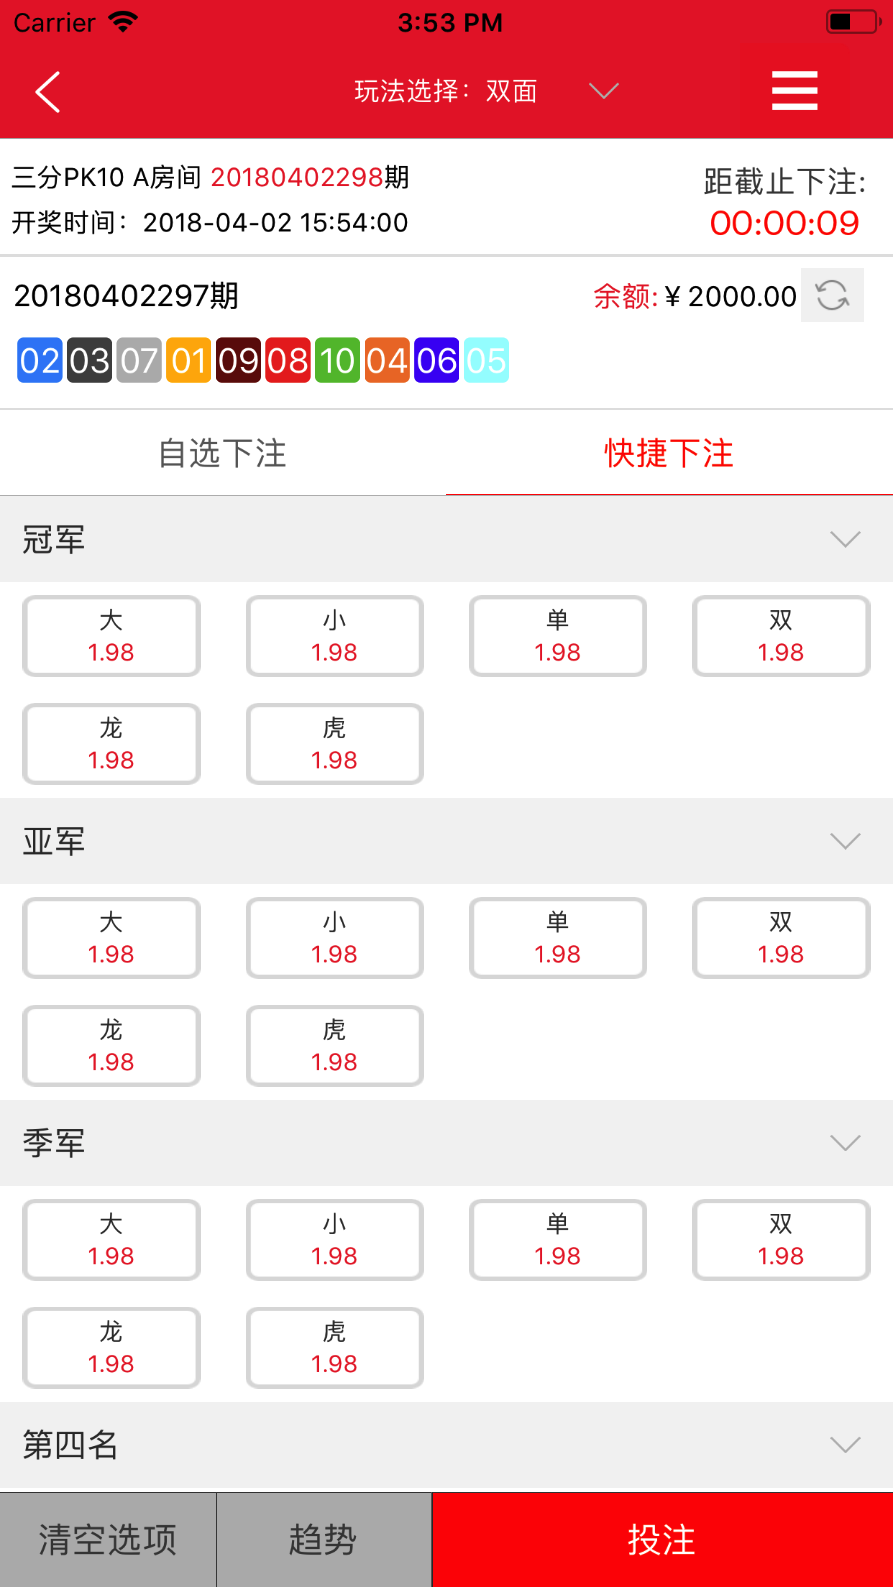 Carrier 3:53 PM
玩法选择：双面
三分PK10 A房间 20180402298期
距截止下注:
开奖时间：2018-04-02 15:54:00
00:00:09
20180402297期
余额:¥ 2000.00
02 03 07 01 09 08 10 04 06 05
自选下注 快捷下注
冠军
大 小 单 双
1.98 1.98 1.98 1.98
龙 虎
1.98 1.98
亚军
大 小 单 双
1.98 1.98 1.98 1.98
龙 虎
1.98 1.98
季军
大 小 单 双
1.98 1.98 1.98 1.98
龙 虎
1.98 1.98
第四名
清空选项 趋势 投注